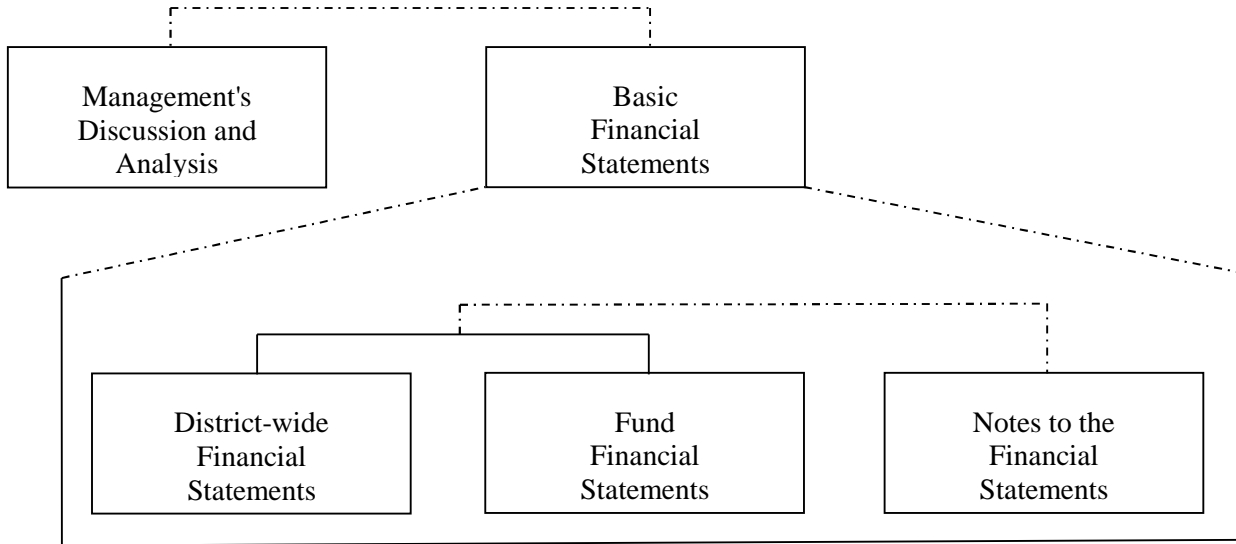 Management's
Discussion and
Analysis
Basic
Financial
Statements
District-wide
Financial
Statements
Fund
Financial
Statements
Notes to the
Financial
Statements